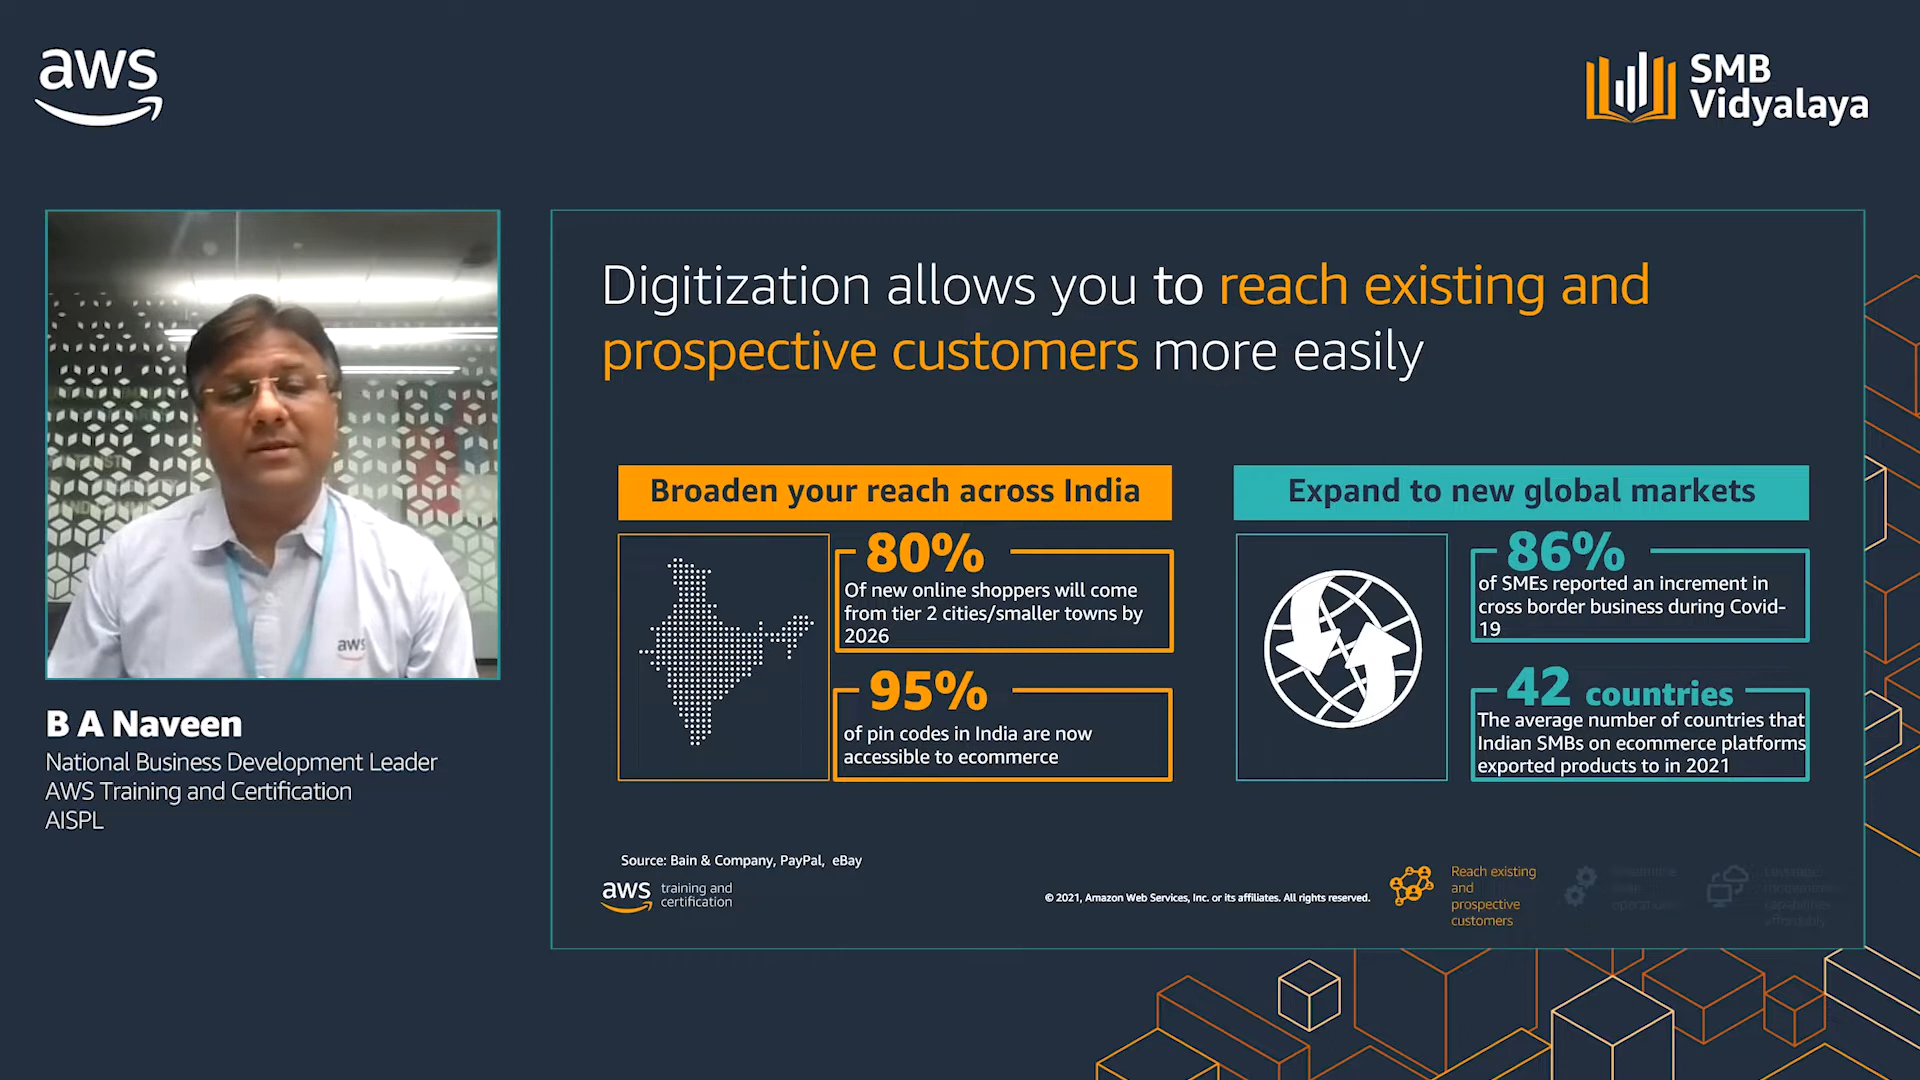 aws
SMB
Vidyalaya
aws
B A Naveen
National Business Development Leader
AWS Training and Certification
AISPL
Digitization allows you to reach existing and
prospective customers more easily
Broaden your reach across India
80%
Of new online shoppers will come
from tier 2 cities/smaller towns by
2026
95%
of pin codes in India are now
accessible to ecommerce
Expand to new global markets
86%
of SMEs reported an increment in
cross border business during Covid-
19
42 countries
The average number of countries that
Indian SMBs on ecommerce platforms
exported products to in 2021
Source: Bain & Company, PayPal, eBay
aws training and
certification
© 2021, Amazon Web Services, Inc. or its affiliates. All rights reserved.
Reach existing
and
prospective
customers